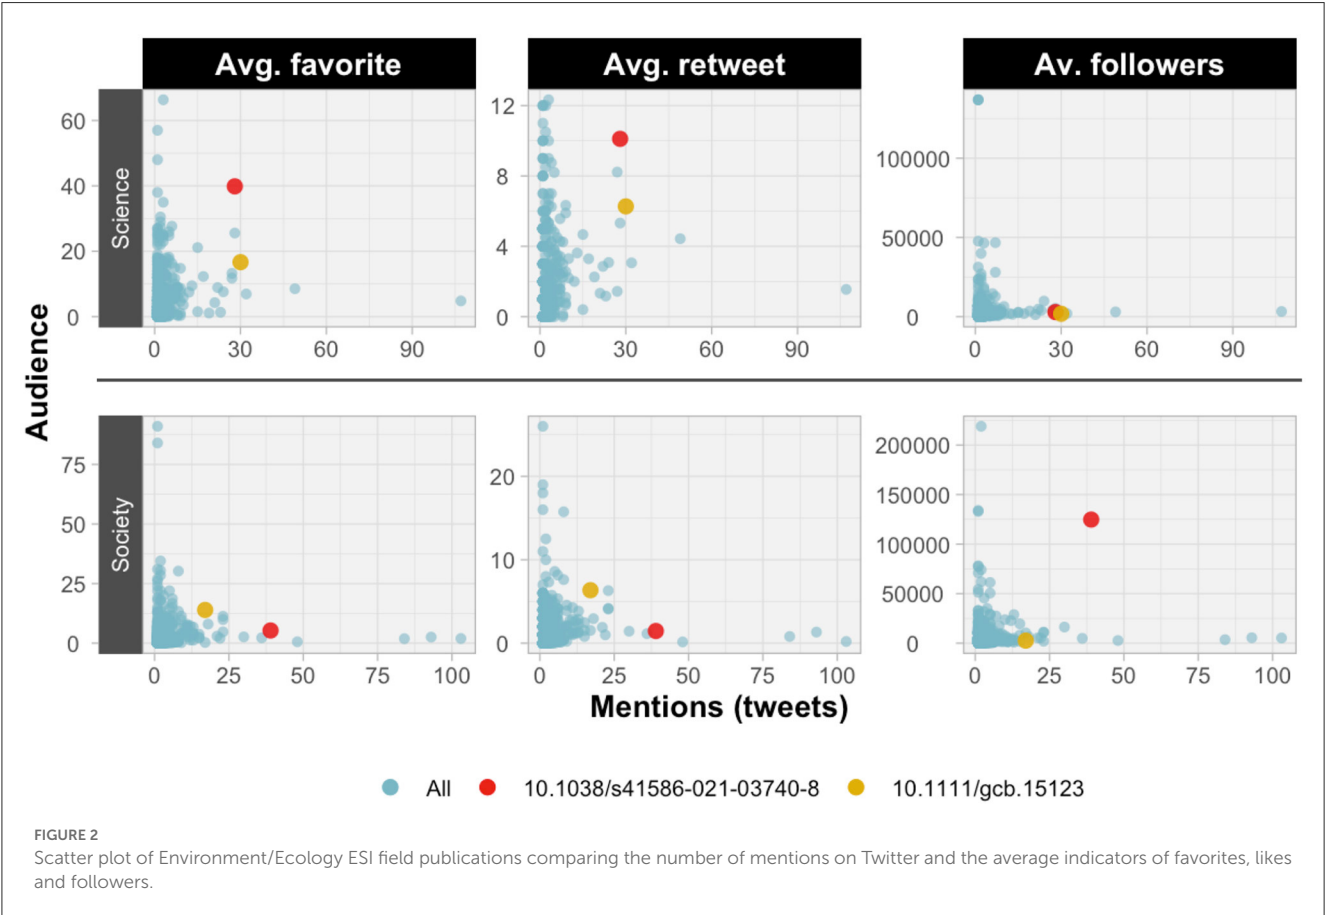 Avg. favorite Avg. retweet Av. followers
Audience
Science
60
40
20
0
0 30 60 90
12
8
4
0
0 30 60 90
100000
50000
0
0 30 60 90
Society
75
50
25
0
0 25 50 75 100
20
10
0
0 25 50 75 100
200000
150000
100000
50000
0
0 25 50 75 100
Mentions (tweets)
All 10.1038/s41586-021-03740-8 10.1111/gcb.15123
FIGURE 2
Scatter plot of Environment/Ecology ESI field publications comparing the number of mentions on Twitter and the average indicators of favorites, likes
and followers.